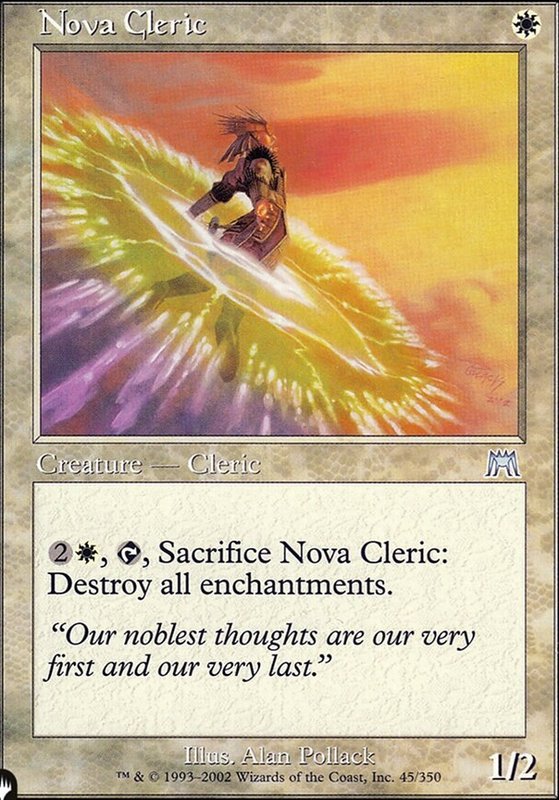 Nova Cleric
Creature — Cleric
2, , Sacrifice Nova Cleric:
Destroy all enchantments.
“Our noblest thoughts are our very
first and our very last.”
Illus. Alan Pollack
1/2
™ & © 1993–2002 Wizards of the Coast, Inc. 45/350